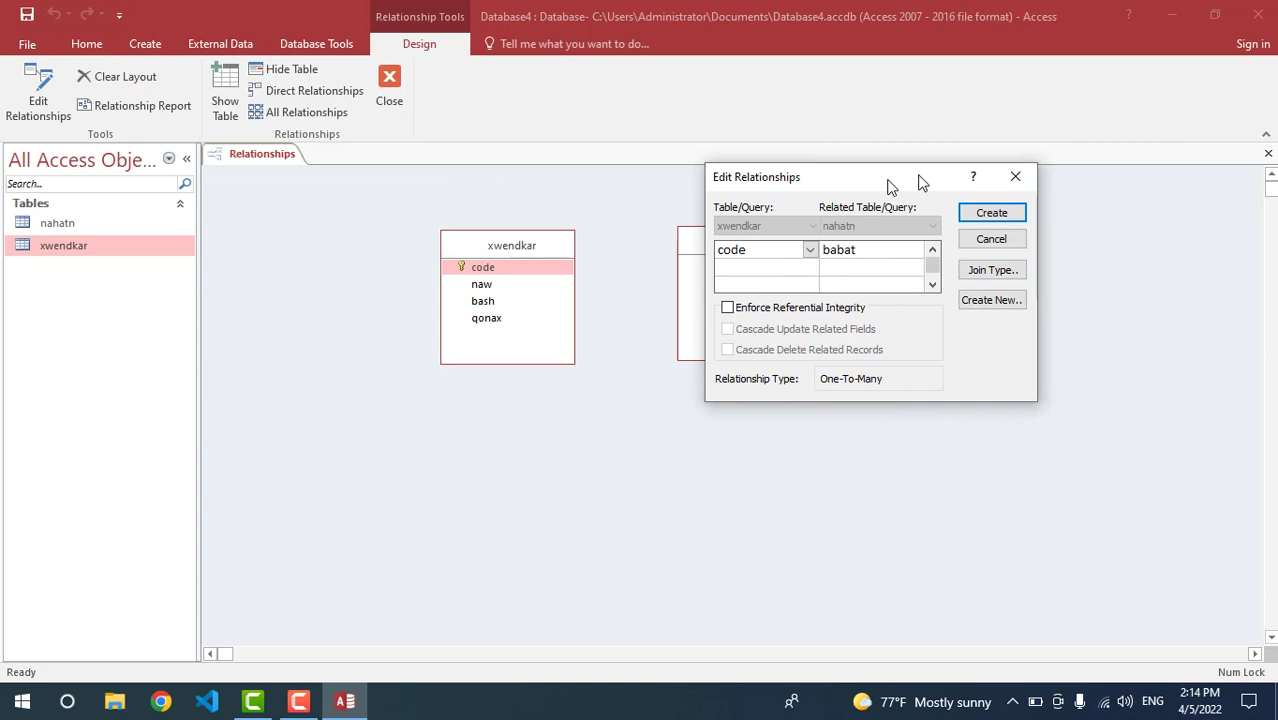 Relationship Tools
Database4 : Database- C:\Users\Administrator\Documents\Database4.accdb (Access 2007 - 2016 file format) - Access
File
Home
Create
External Data
Database Tools
Design
Tell me what you want to do...
Sign in
Edit
Relationships
Clear Layout
Relationship Report
Tools
Show
Table
Hide Table
Direct Relationships
All Relationships
Relationships
Close
All Access Obje...
Search...
Tables
nahatn
xwendkar
Relationships
xwendkar
code
naw
bash
qonax
Edit Relationships
?
Table/Query:
Related Table/Query:
xwendkar
nahatn
code
babat
Enforce Referential Integrity
Cascade Update Related Fields
Cascade Delete Related Records
Relationship Type:
One-To-Many
Create
Cancel
Join Type..
Create New..
Ready
Num Lock
77°F Mostly sunny
ENG
2:14 PM
4/5/2022